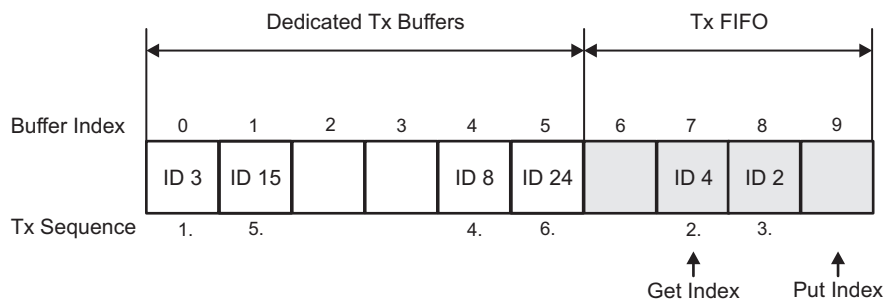 Dedicated Tx Buffers Tx FIFO
Buffer Index 0 1 2 3 4 5 6 7 8 9
ID 3 ID 15 ID 8 ID 24 ID 4 ID 2
Tx Sequence 1. 5. 4. 6. 2. 3.
Get Index Put Index